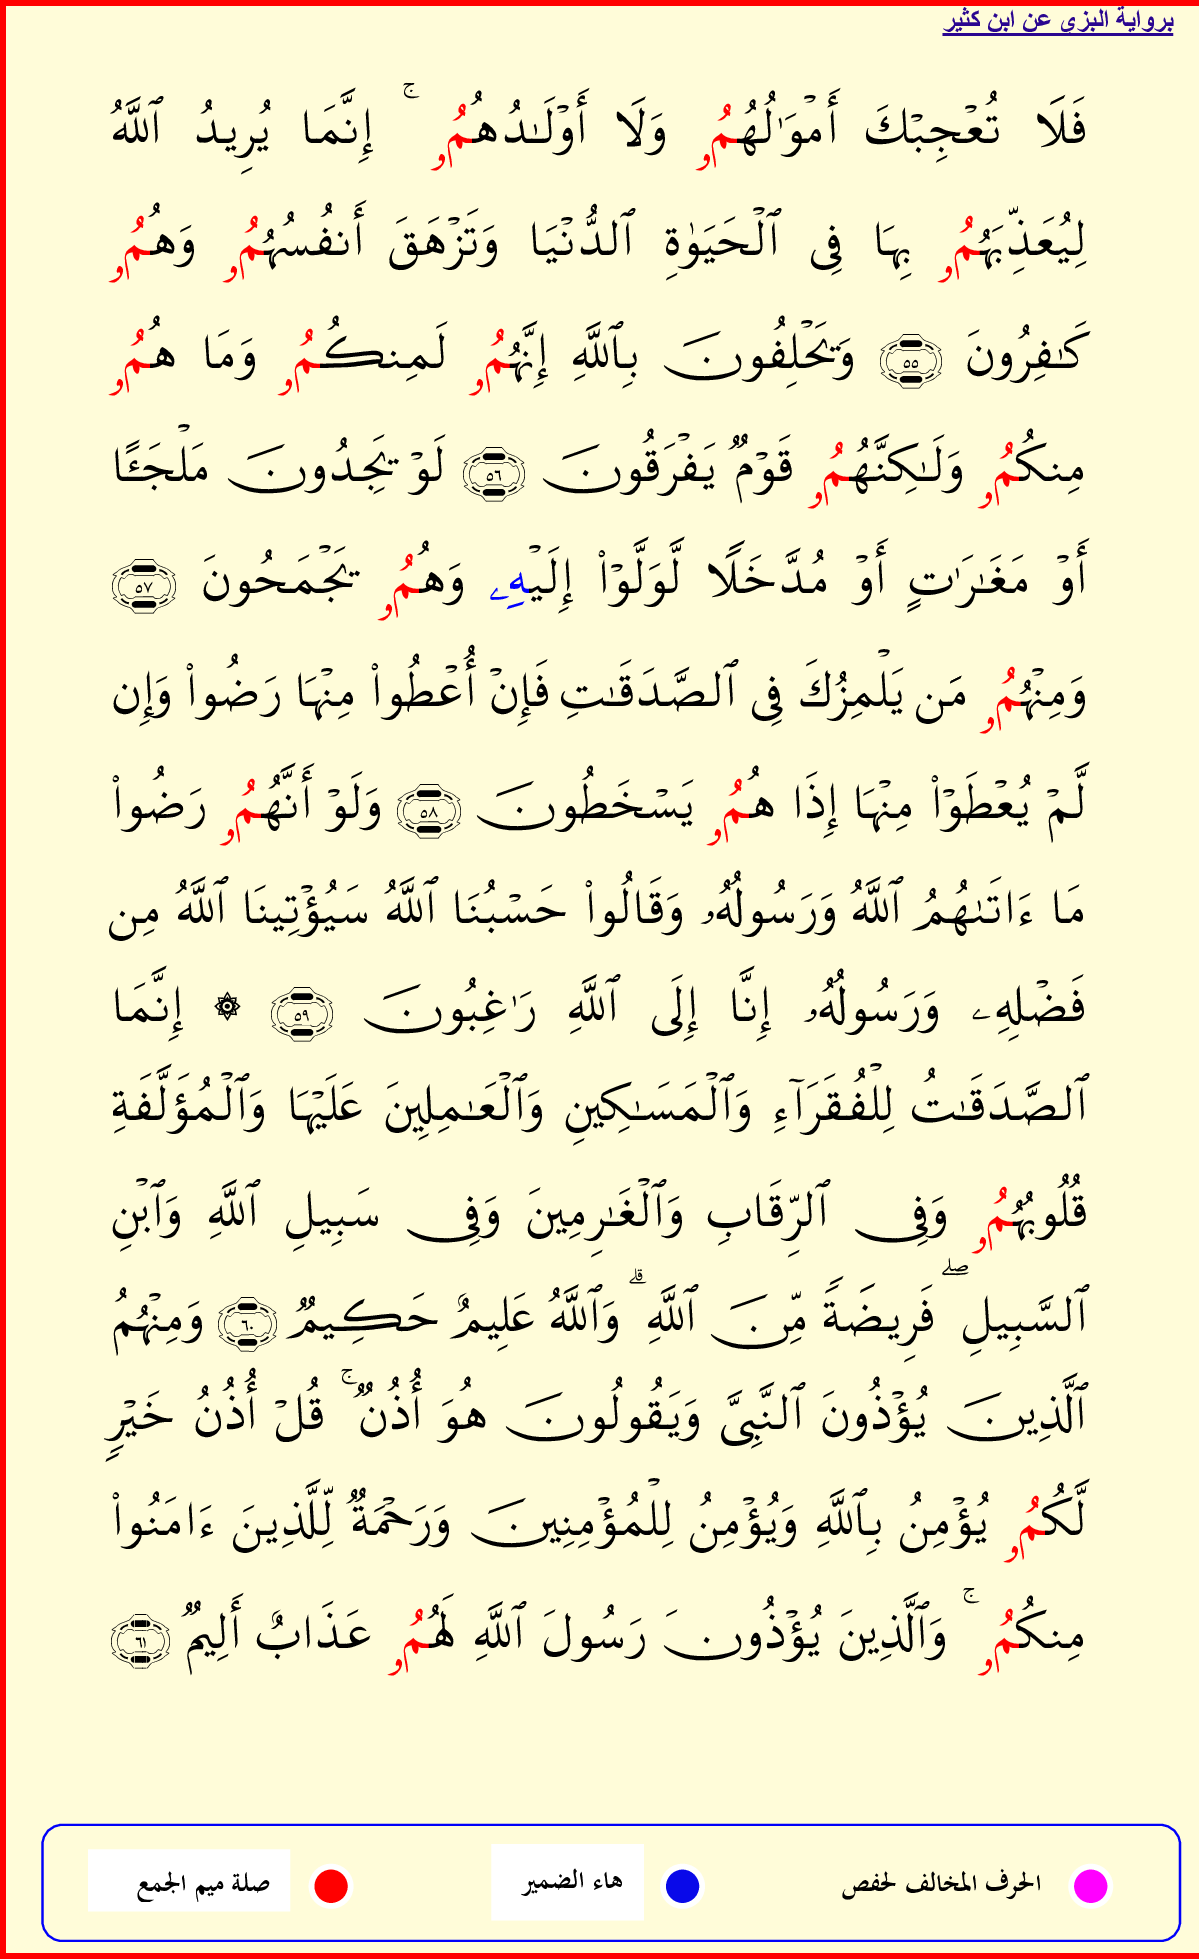 برواية البزى عن ابن كثير
فَلَا تُعْجِبْكَ أَمْوَٰلُهُمُۥ وَلَا أَوْلَـٰدُهُمُۥ ۚ إِنَّمَا يُرِيدُ ٱللَّهُ
لِيُعَذِّبَهُمُۥ بِهَا فِى ٱلْحَيَوٰةِ ٱلدُّنْيَا وَتَزْهَقَ أَنفُسُهُمُۥ وَهُمُۥ
كَـٰفِرُونَ ٥٥ وَيَحْلِفُونَ بِٱللَّهِ إِنَّهُمُۥ لَمِنكُمُۥ وَمَا هُمُۥ
مِنكُمُۥ وَلَـٰكِنَّهُمُۥ قَوْمٌ يَفْرَقُونَ ٥٦ لَوْ يَجِدُونَ مَلْجَـًٔا
أَوْ مَغَـٰرَٰتٍ أَوْ مُدَّخَلًا لَّوَلَّوْا۟ إِلَيْهِۦ وَهُمُۥ يَجْمَحُونَ ٥٧
وَمِنْهُمُۥ مَن يَلْمِزُكَ فِى ٱلصَّدَقَـٰتِ فَإِنْ أُعْطُوا۟ مِنْهَا رَضُوا۟ وَإِن
لَّمْ يُعْطَوْا۟ مِنْهَا إِذَا هُمُۥ يَسْخَطُونَ ٥٨ وَلَوْ أَنَّهُمُۥ رَضُوا۟
مَا ءَاتَىٰهُمُ ٱللَّهُ وَرَسُولُهُۥ وَقَالُوا۟ حَسْبُنَا ٱللَّهُ سَيُؤْتِينَا ٱللَّهُ مِن
فَضْلِهِۦ وَرَسُولُهُۥ إِنَّا إِلَى ٱللَّهِ رَٰغِبُونَ ٥٩ ۞ إِنَّمَا
ٱلصَّدَقَـٰتُ لِلْفُقَرَآءِ وَٱلْمَسَـٰكِينِ وَٱلْعَـٰمِلِينَ عَلَيْهَا وَٱلْمُؤَلَّفَةِ
قُلُوبُهُمُۥ وَفِى ٱلرِّقَابِ وَٱلْغَـٰرِمِينَ وَفِى سَبِيلِ ٱللَّهِ وَٱبْنِ
ٱلسَّبِيلِ ۖ فَرِيضَةً مِّنَ ٱللَّهِ ۗ وَٱللَّهُ عَلِيمٌ حَكِيمٌ ٦٠ وَمِنْهُمُ
ٱلَّذِينَ يُؤْذُونَ ٱلنَّبِىَّ وَيَقُولُونَ هُوَ أُذُنٌ ۚ قُلْ أُذُنُ خَيْرٍ
لَّكُمُۥ يُؤْمِنُ بِٱللَّهِ وَيُؤْمِنُ لِلْمُؤْمِنِينَ وَرَحْمَةٌ لِّلَّذِينَ ءَامَنُوا۟
مِنكُمُۥ ۚ وَٱلَّذِينَ يُؤْذُونَ رَسُولَ ٱللَّهِ لَهُمُۥ عَذَابٌ أَلِيمٌ ٦١
الحرف المخالف لحفص هاء الضمير صلة ميم الجمع